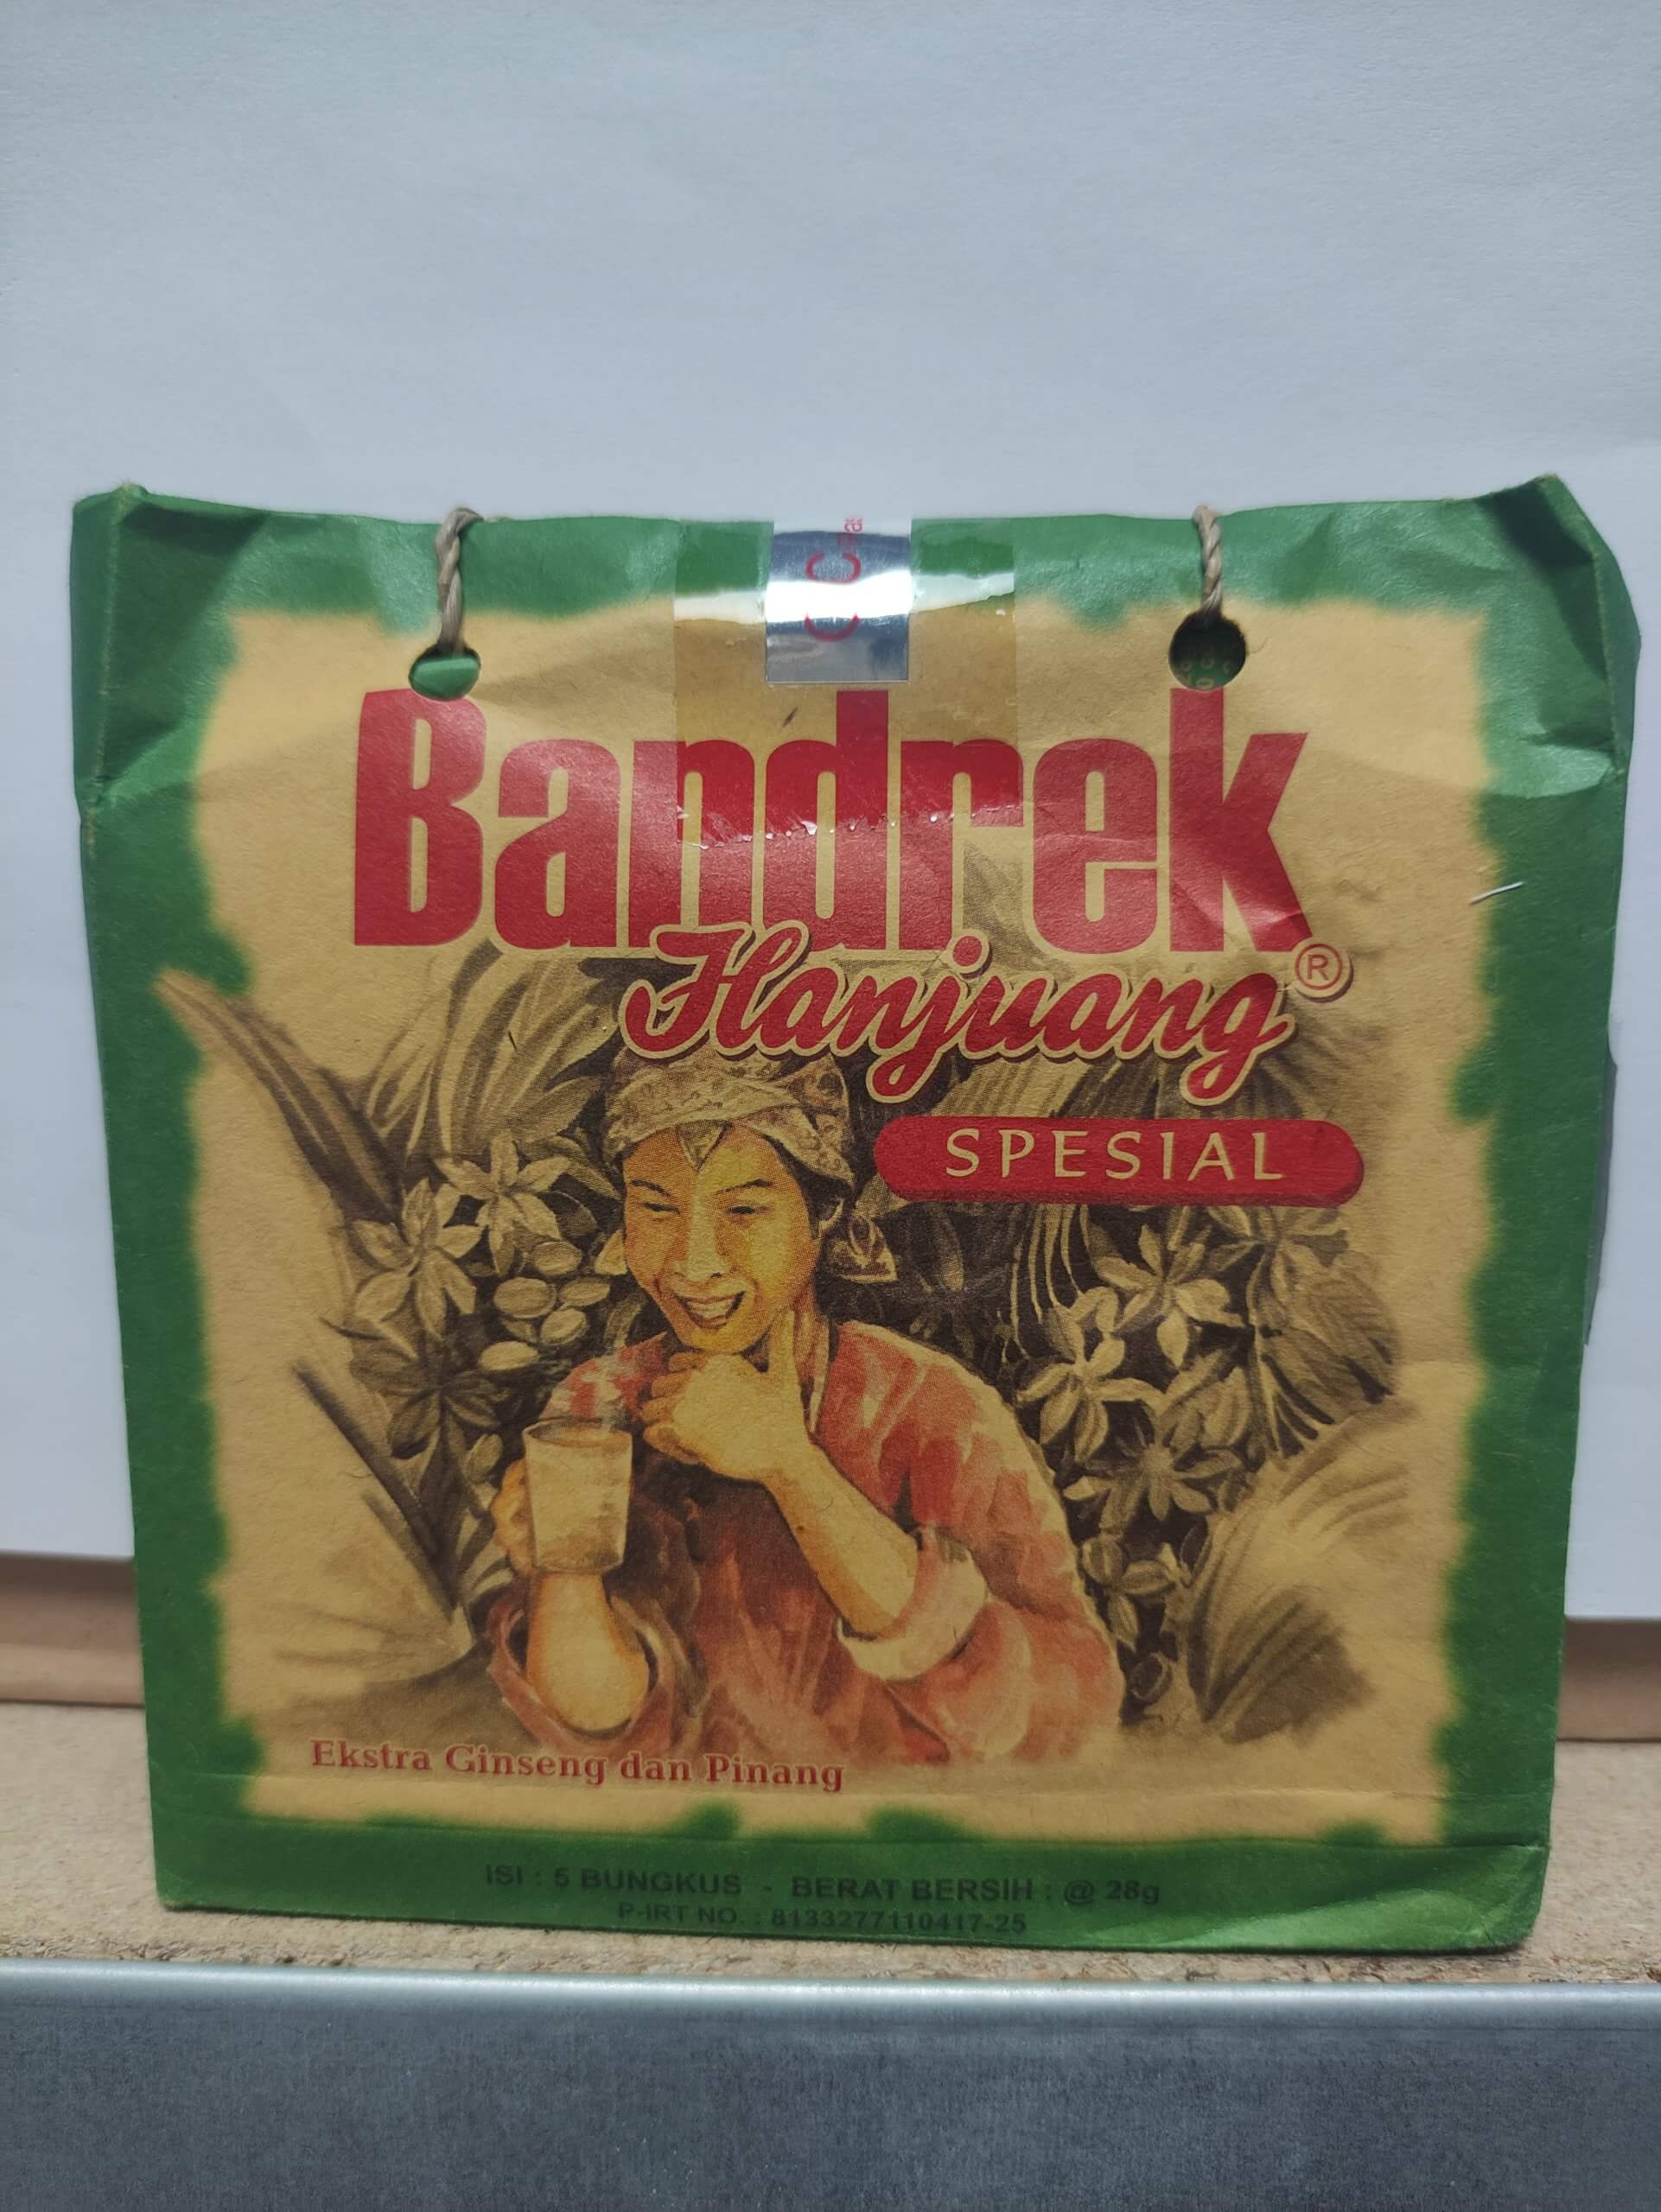 Bandrek
Hanjuang®
SPESIAL
Ekstra Ginseng dan Pinang
ISI : 5 BUNGKUS - BERAT BERSIH : @ 28g
P-IRT NO. : 8133277110417-25